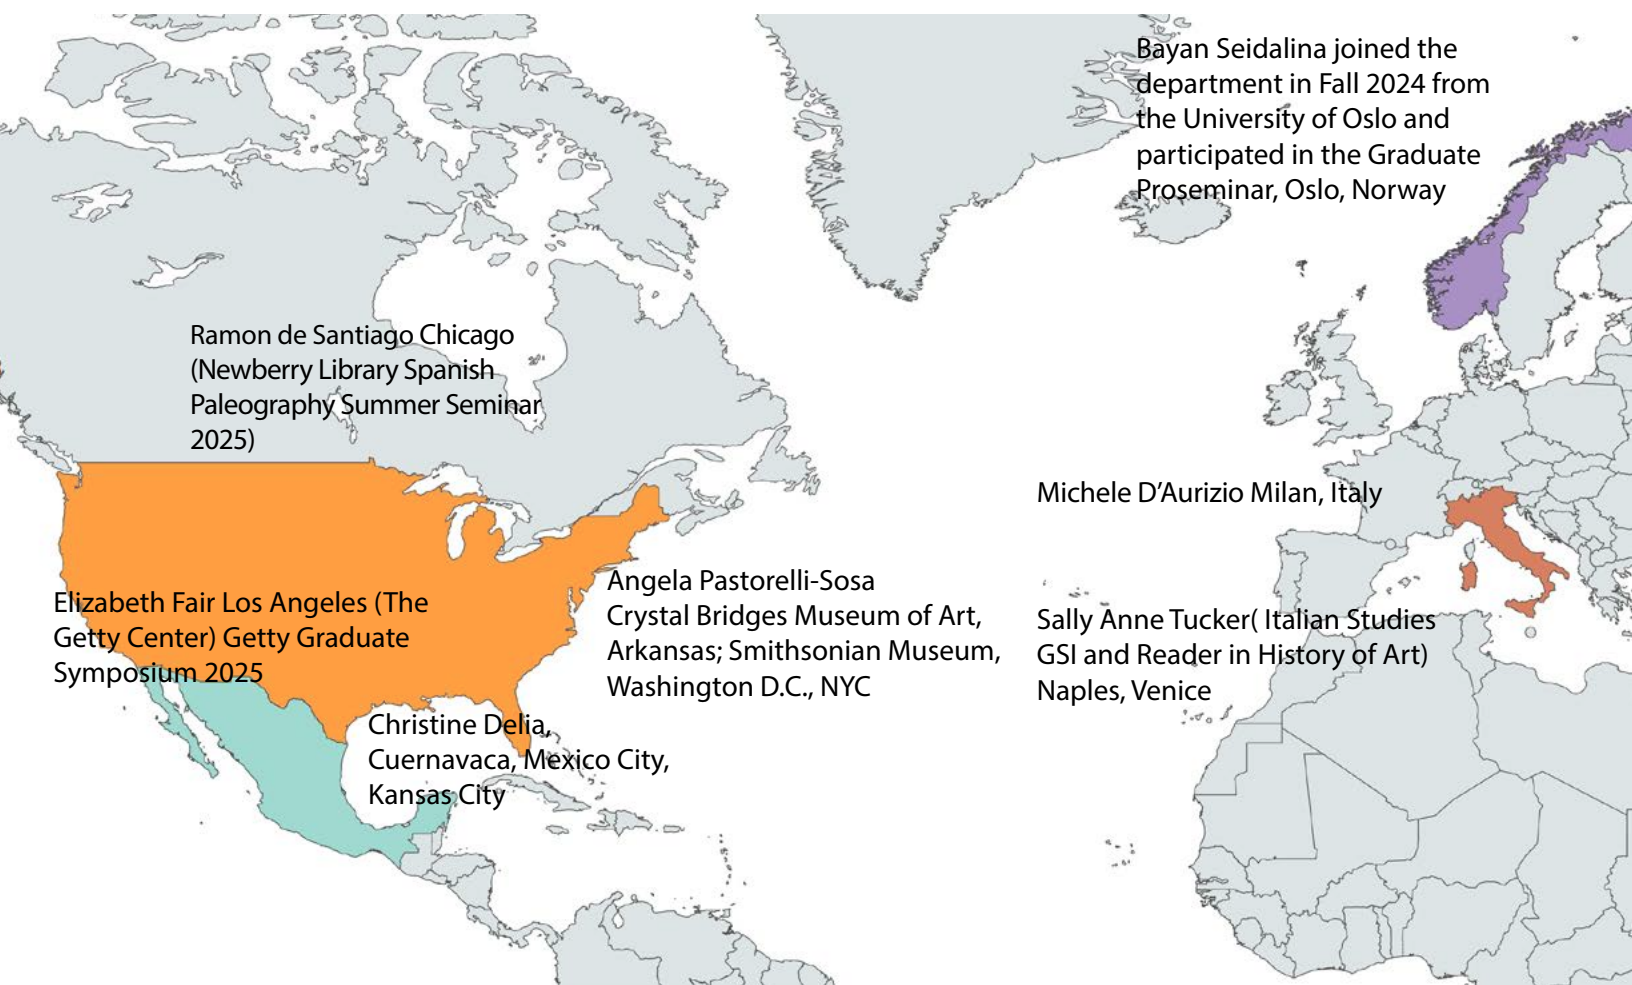 Bayan Seidalina joined the
department in Fall 2024 from
the University of Oslo and
participated in the Graduate
Proseminar, Oslo, Norway
Ramon de Santiago Chicago
(Newberry Library Spanish
Paleography Summer Seminar
2025)
Michele D’Aurizio Milan, Italy
Elizabeth Fair Los Angeles (The
Getty Center) Getty Graduate
Symposium 2025
Angela Pastorelli-Sosa
Crystal Bridges Museum of Art,
Arkansas; Smithsonian Museum,
Washington D.C., NYC
Sally Anne Tucker( Italian Studies
GSI and Reader in History of Art)
Naples, Venice
Christine Delia,
Cuernavaca, Mexico City,
Kansas City